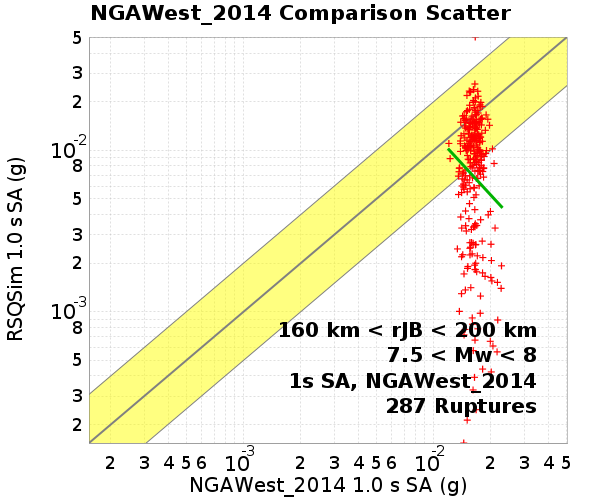 NGAWest_2014 Comparison Scatter
5
3
2
10-2
8
5
3
2
10-3
8
5
3
2
RSQSim 1.0 s SA (g)
160 km < rJB < 200 km
7.5 < Mw < 8
1s SA, NGAWest_2014
287 Ruptures
2 3 4 5 6 10-3 2 3 4 5 6 10-2 2 3 4 5
NGAWest_2014 1.0 s SA (g)